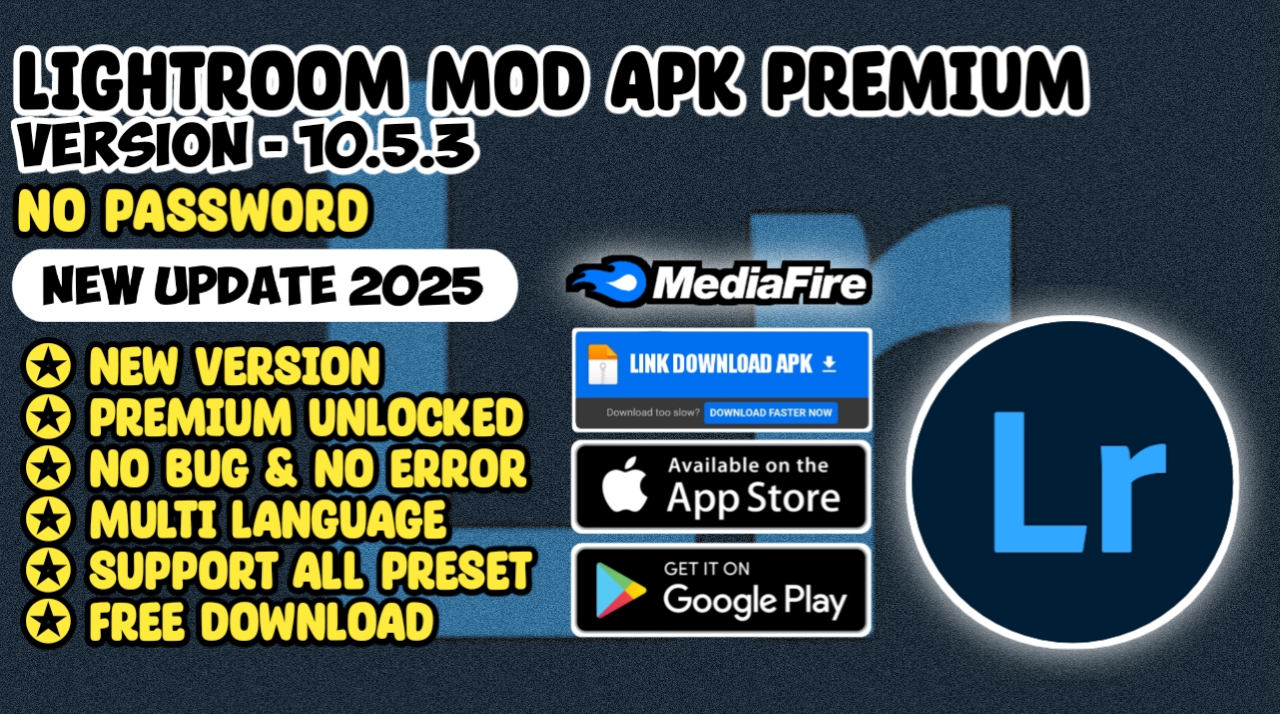 LIGHTROOM MOD APK PREMIUM
VERSION - 10.5.3
NO PASSWORD
NEW UPDATE 2025
NEW VERSION
PREMIUM UNLOCKED
NO BUG & NO ERROR
MULTI LANGUAGE
SUPPORT ALL PRESET
FREE DOWNLOAD
MediaFire
LINK DOWNLOAD APK
Download too slow? DOWNLOAD FASTER NOW
Available on the
App Store
GET IT ON
Google Play
Lr
Lr